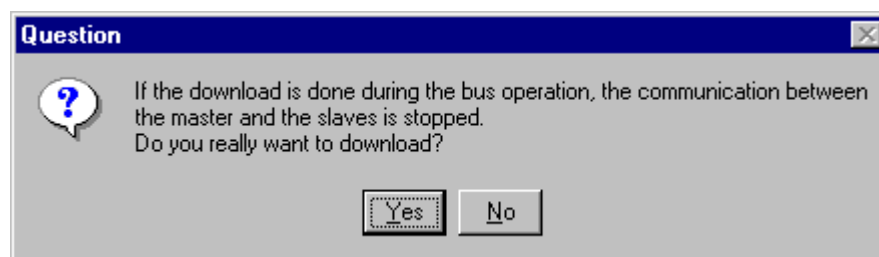 Question
If the download is done during the bus operation, the communication between
the master and the slaves is stopped.
Do you really want to download?
Yes No